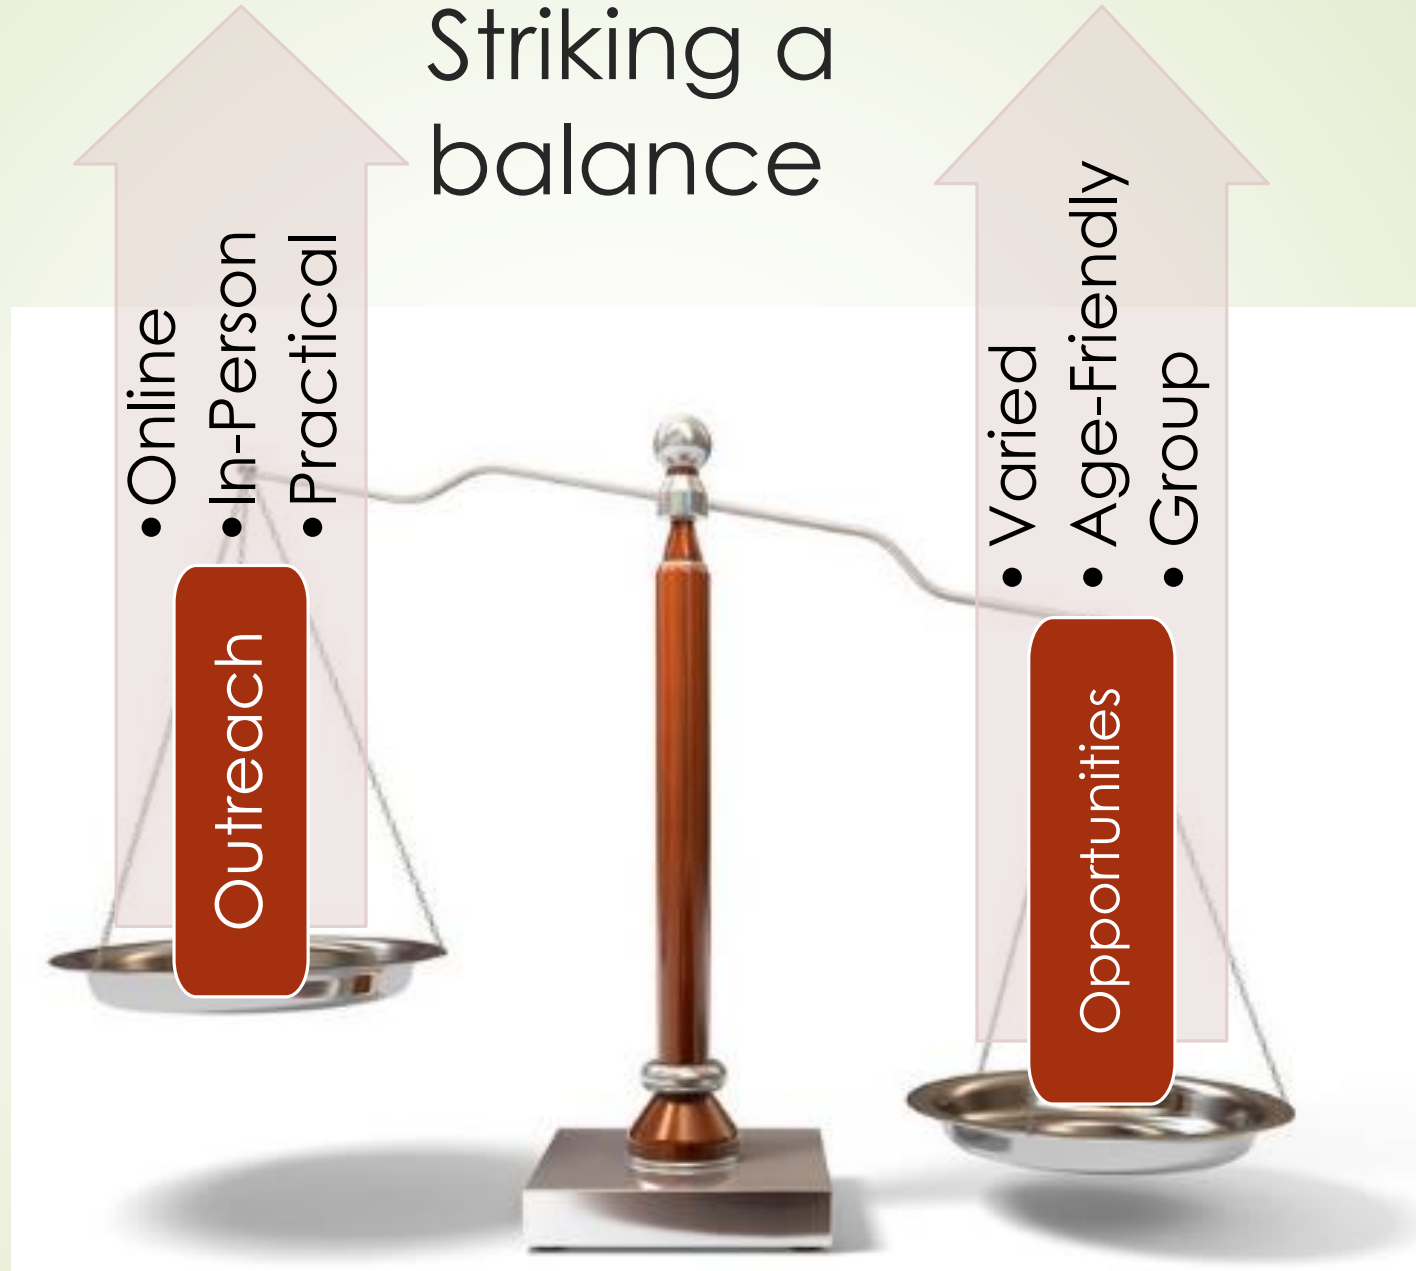 Striking a
balance
• Online
• In-Person
• Practical
Outreach
• Varied
• Age-Friendly
• Group
Opportunities